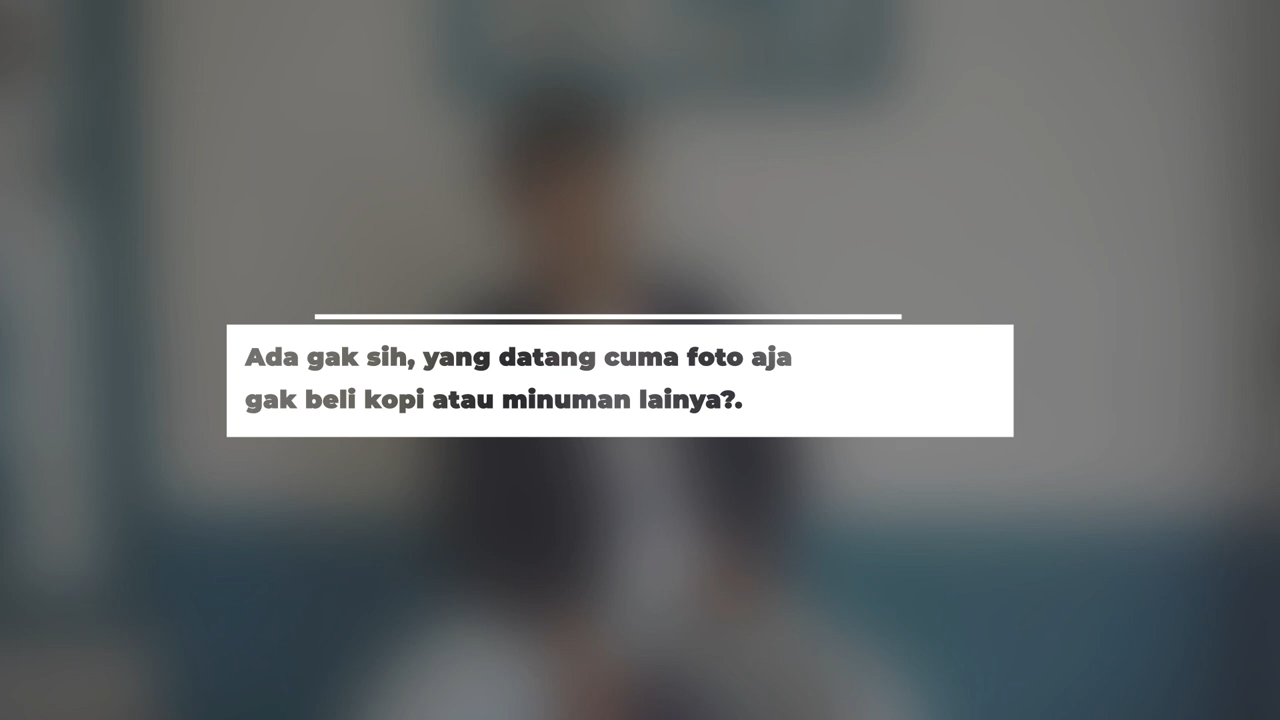 Ada gak sih, yang datang cuma foto aja
gak beli kopi atau minuman lainya?.